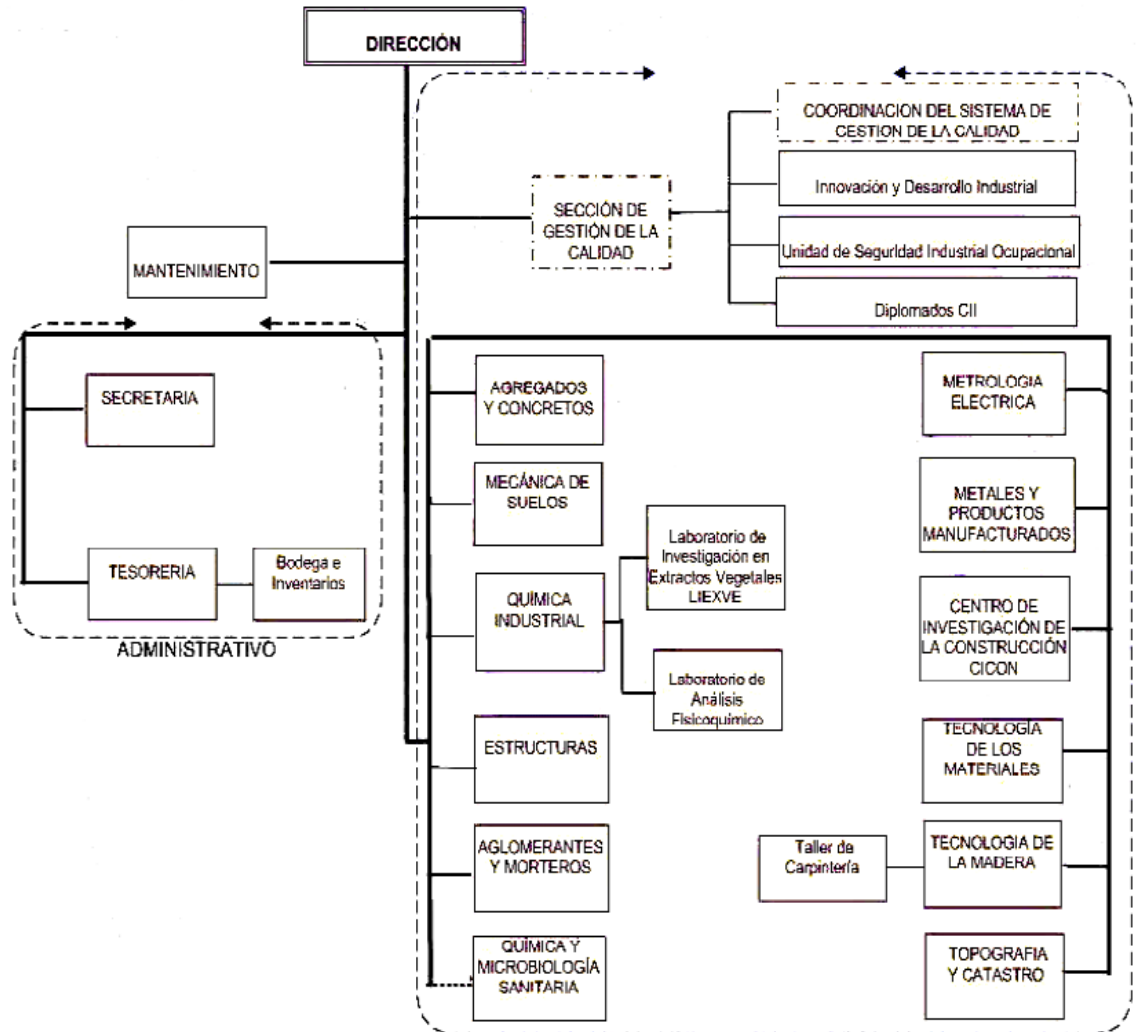 DIRECCIÓN
COORDINACION DEL SISTEMA DE
GESTION DE LA CALIDAD
Innovación y Desarrollo Industrial
SECCIÓN DE
GESTIÓN DE LA
CALIDAD
Unidad de Seguridad Industrial Ocupacional
Diplomados CII
MANTENIMIENTO
SECRETARIA
TESORERIA
Bodega e
Inventarios
ADMINISTRATIVO
AGREGADOS
Y CONCRETOS
MECÁNICA DE
SUELOS
QUÍMICA
INDUSTRIAL
Laboratorio de
Investigación en
Extractos Vegetales
LIEXVE
Laboratorio de
Análisis
Fisicoquímico
ESTRUCTURAS
AGLOMERANTES
Y MORTEROS
QUÍMICA Y
MICROBIOLOGÍA
SANITARIA
METROLOGIA
ELECTRICA
METALES Y
PRODUCTOS
MANUFACTURADOS
CENTRO DE
INVESTIGACIÓN DE
LA CONSTRUCCIÓN
CICON
TECNOLOGÍA
DE LOS
MATERIALES
Taller de
Carpintería
TECNOLOGIA DE
LA MADERA
TOPOGRAFIA
Y CATASTRO